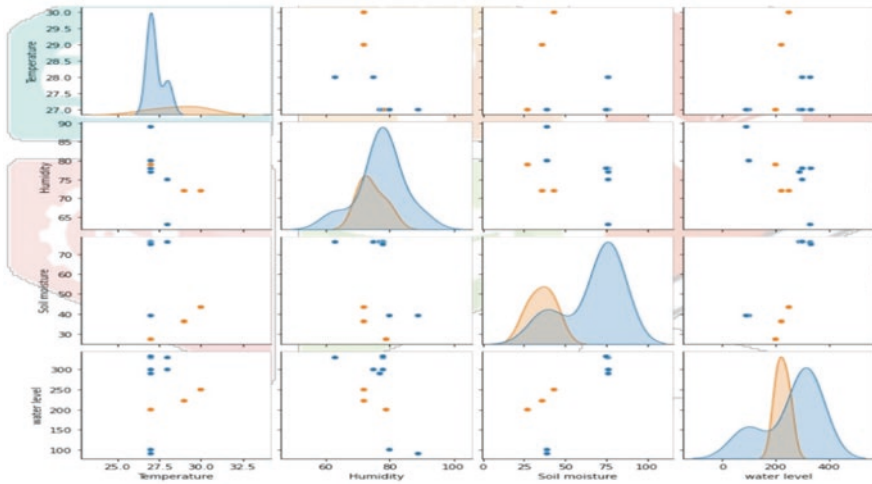 30.0
29.5
29.0
28.5
28.0
27.5
27.0
Temperature
90
85
80
75
70
65
Humidity
70
60
50
40
30
Soil moisture
300
250
200
150
100
water level
25.0 27.5 30.0 32.5
60 80 100
0 50 100
0 200 400
Temperature Humidity Soil moisture water level